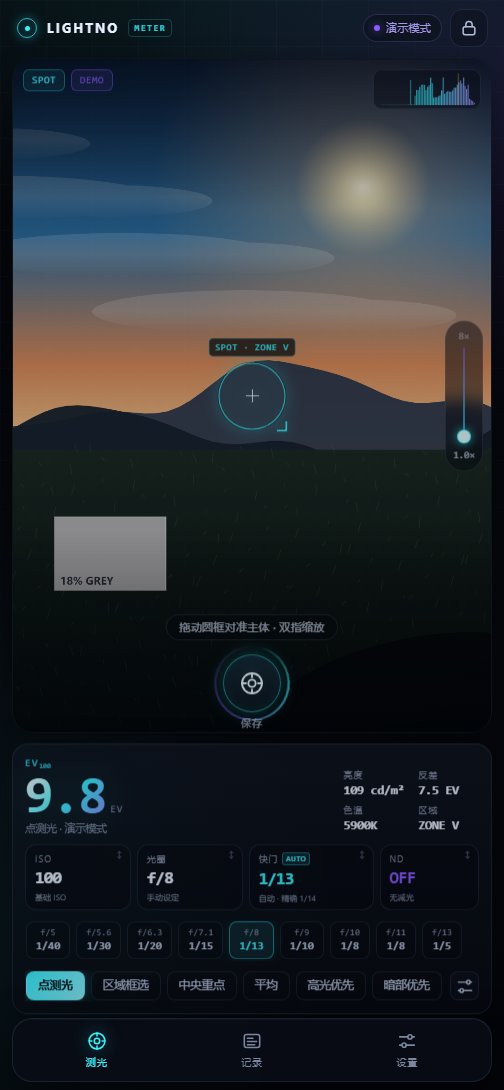 LIGHTNO METER 演示模式
SPOT DEMO
SPOT · ZONE V
8×
1.0×
18% GREY
拖动圆框对准主体 · 双指缩放
保存
EV100
9.8 EV
点测光 · 演示模式
亮度 反差
109 cd/m² 7.5 EV
色温 区域
5900K ZONE V
ISO 光圈 快门 AUTO ND
100 f/8 1/13 OFF
基础 ISO 手动设定 自动 · 精确 1/14 无减光
f/5 f/5.6 f/6.3 f/7.1 f/8 f/9 f/10 f/11 f/13
1/40 1/30 1/20 1/15 1/13 1/10 1/8 1/8 1/5
点测光 区域框选 中央重点 平均 高光优先 暗部优先
测光 记录 设置